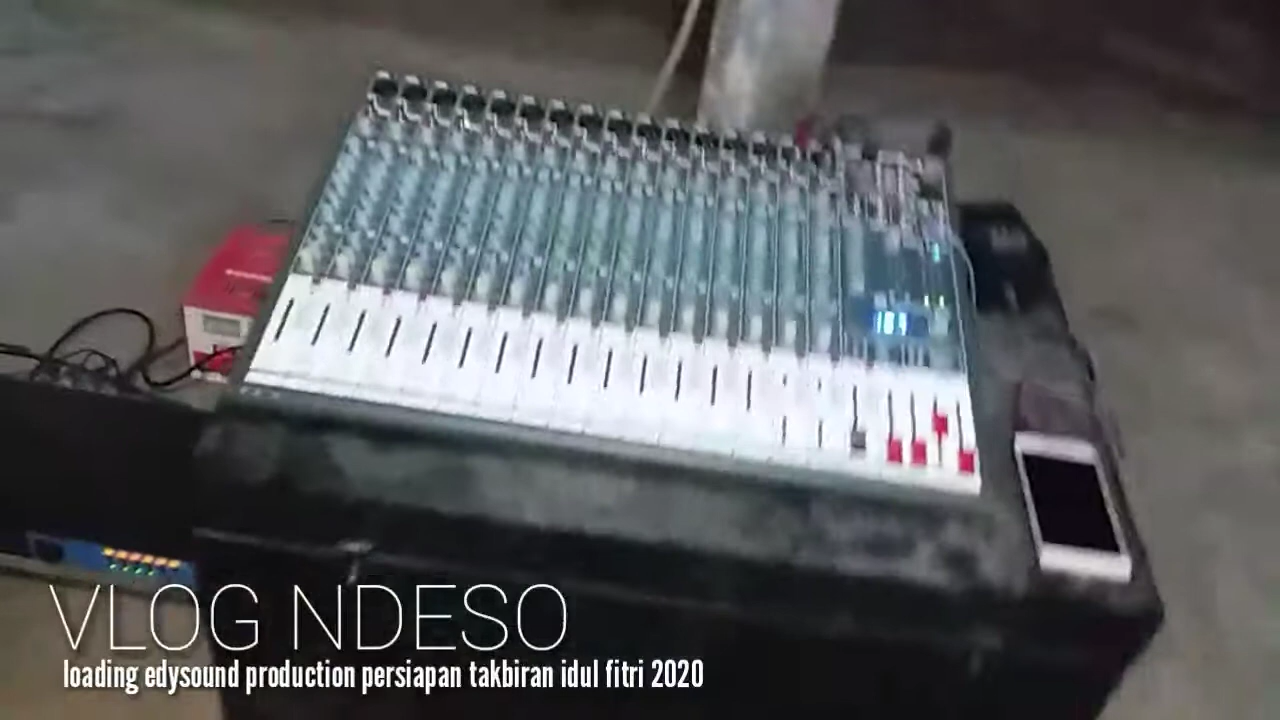 VLOG NDESO
loading edysound production persiapan takbiran idul fitri 2020